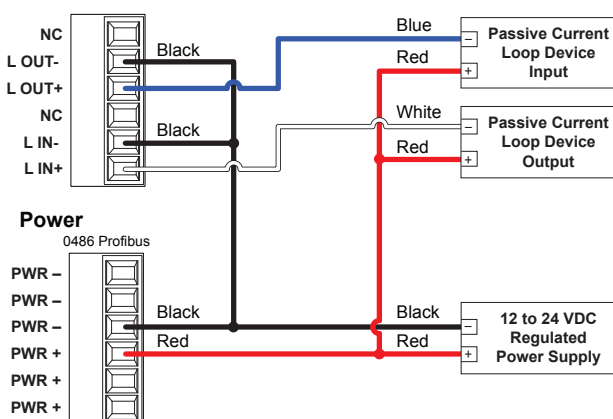 NC
L OUT-
L OUT+
NC
L IN-
L IN+
Black
Black
Blue
Red
White
Red
−
+
Passive Current
Loop Device
Input
−
+
Passive Current
Loop Device
Output
Power
0486 Profibus
PWR –
PWR –
PWR –
PWR +
PWR +
PWR +
Black
Red
Black
Red
−
+
12 to 24 VDC
Regulated
Power Supply